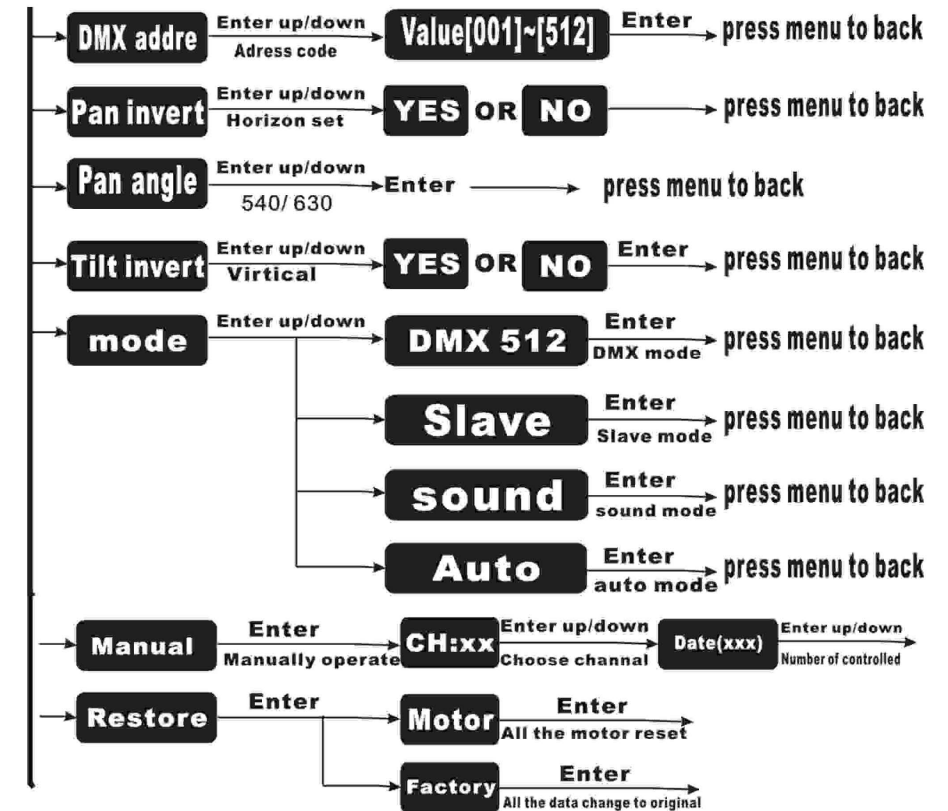 DMX addre Enter up/down Value[001]~[512] Enter press menu to back
Adress code
Pan invert Enter up/down YES OR NO press menu to back
Horizon set
Pan angle Enter up/down Enter press menu to back
540/ 630
Tilt invert Enter up/down YES OR NO Enter press menu to back
Virtical
mode Enter up/down DMX 512 Enter press menu to back
DMX mode
Slave Enter press menu to back
Slave mode
sound Enter press menu to back
sound mode
Auto Enter press menu to back
auto mode
Manual Enter CH:xx Enter up/down Date(xxx) Enter up/down
Manually operate Choose channal Number of controlled
Restore Enter Motor Enter
All the motor reset
Factory Enter
All the data change to original